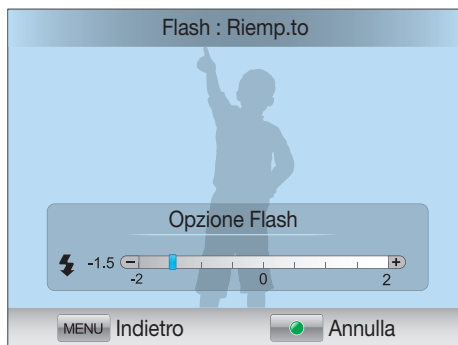 Flash : Riemp.to
Opzione Flash
-1.5 − +
-2 0 2
MENU Indietro Annulla